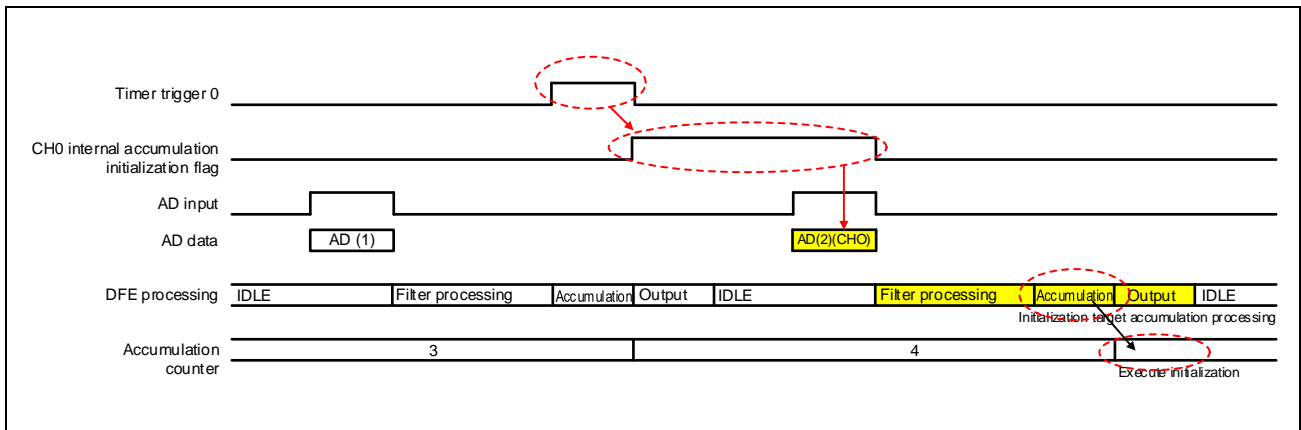 Timer trigger 0
CH0 internal accumulation
initialization flag
AD input
AD data
AD (1)
AD(2)(CHO)
DFE processing
IDLE
Filter processing
Accumulation
Output
IDLE
Filter processing
Accumulation
Output
IDLE
Initialization target accumulation processing
Accumulation
counter
3
4
Execute initialization